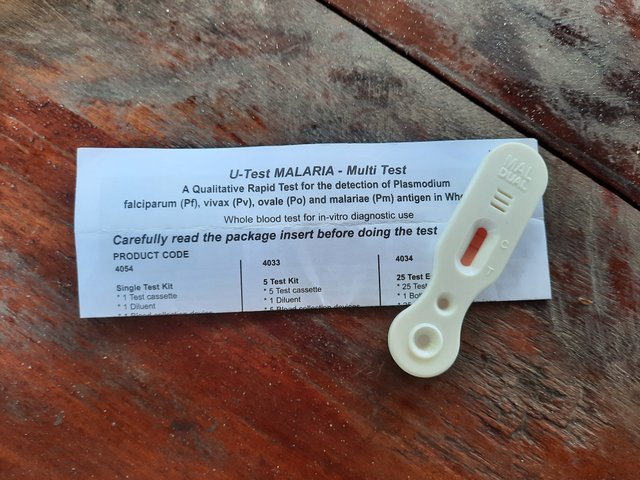 U-Test MALARIA - Multi Test
A Qualitative Rapid Test for the detection of Plasmodium
falciparum (Pf), vivax (Pv), ovale (Po) and malariae (Pm) antigen in
Whole blood test for in-vitro diagnostic use
Carefully read the package insert before doing the test
PRODUCT CODE
4054
Single Test Kit
* 1 Test cassette
* 1 Diluent
4033
5 Test Kit
* 5 Test cassette
* 1 Diluent
4034
25 Test
* 25 Test
* 1
MAL
DUAL
C
T